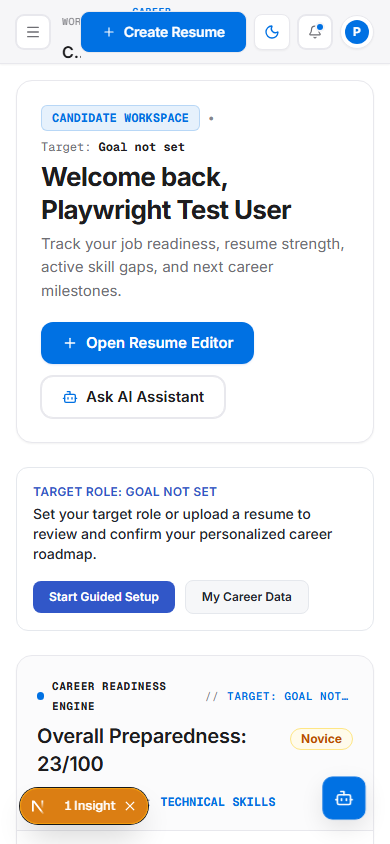 CAREER
WOR
C..
+ Create Resume
P
CANDIDATE WORKSPACE •
Target: Goal not set
Welcome back,
Playwright Test User
Track your job readiness, resume strength,
active skill gaps, and next career
milestones.
+ Open Resume Editor
Ask AI Assistant
TARGET ROLE: GOAL NOT SET
Set your target role or upload a resume to
review and confirm your personalized career
roadmap.
Start Guided Setup
My Career Data
CAREER READINESS
ENGINE
// TARGET: GOAL NOT…
Overall Preparedness:
23/100
Novice
N 1 Insight ×
TECHNICAL SKILLS